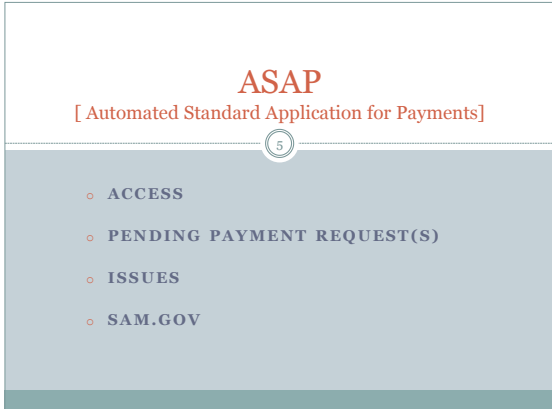 ASAP
[ Automated Standard Application for Payments]
5
ACCESS
PENDING PAYMENT REQUEST(S)
ISSUES
SAM.GOV